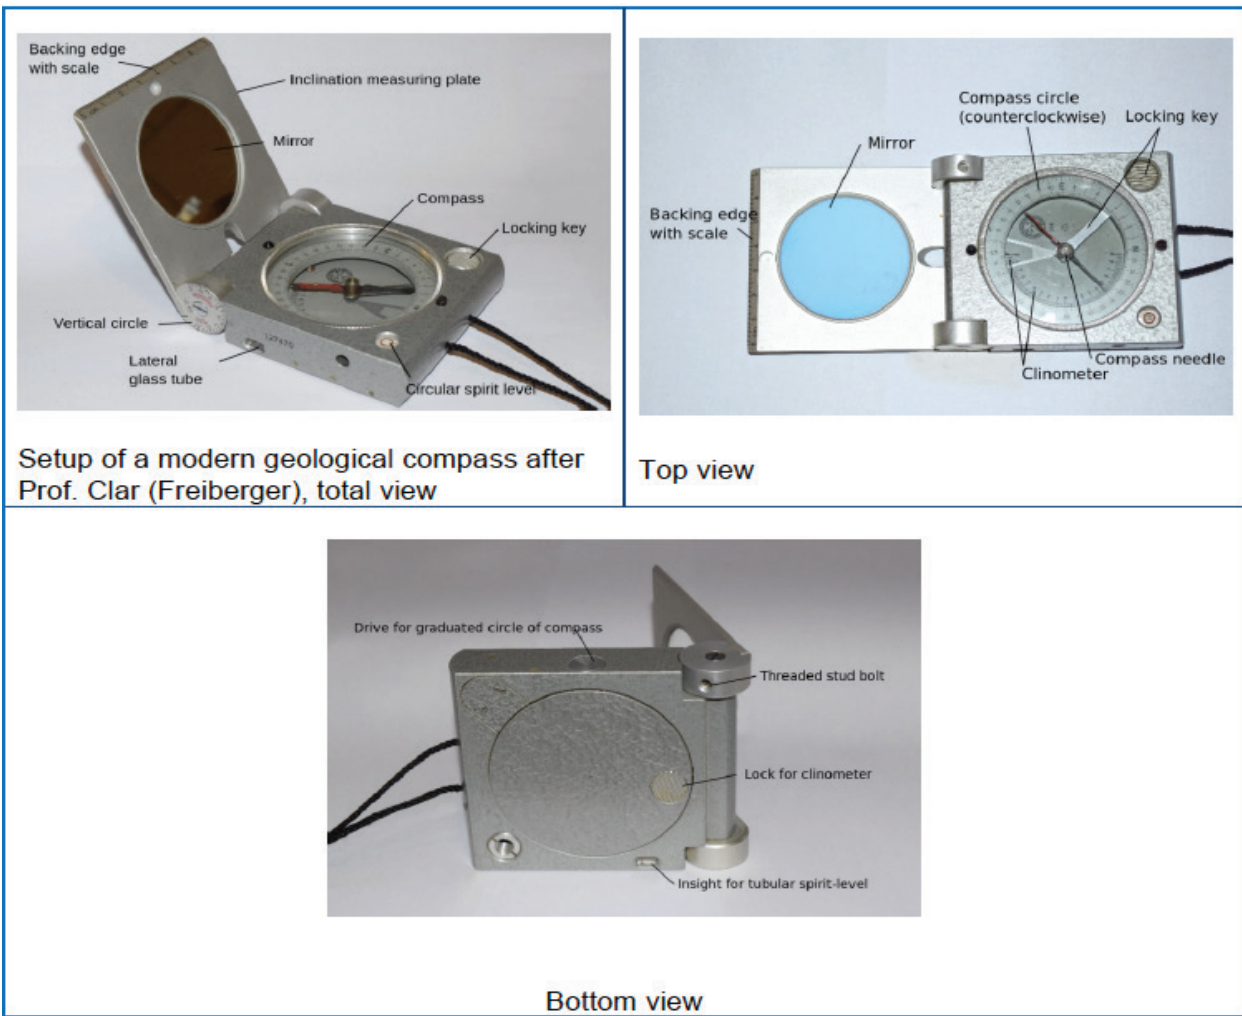 Backing edge
with scale
Inclination measuring plate
Mirror
Compass
Locking key
Vertical circle
Lateral
glass tube
Circular spirit level
Setup of a modern geological compass after
Prof. Clar (Freiberger), total view
Compass circle
(counterclockwise)
Locking key
Mirror
Backing edge
with scale
Compass needle
Clinometer
Top view
Drive for graduated circle of compass
Threaded stud bolt
Lock for clinometer
Insight for tubular spirit-level
Bottom view